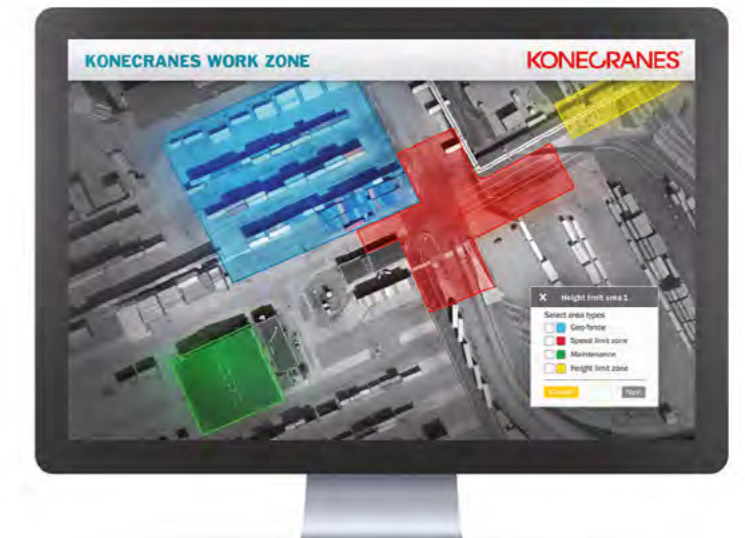 KONECRANES WORK ZONE
KONECRANES
X Height limit area 1
Select area types
Geo-fence
Speed limit zone
Maintenance
Height limit zone
Cancel Next